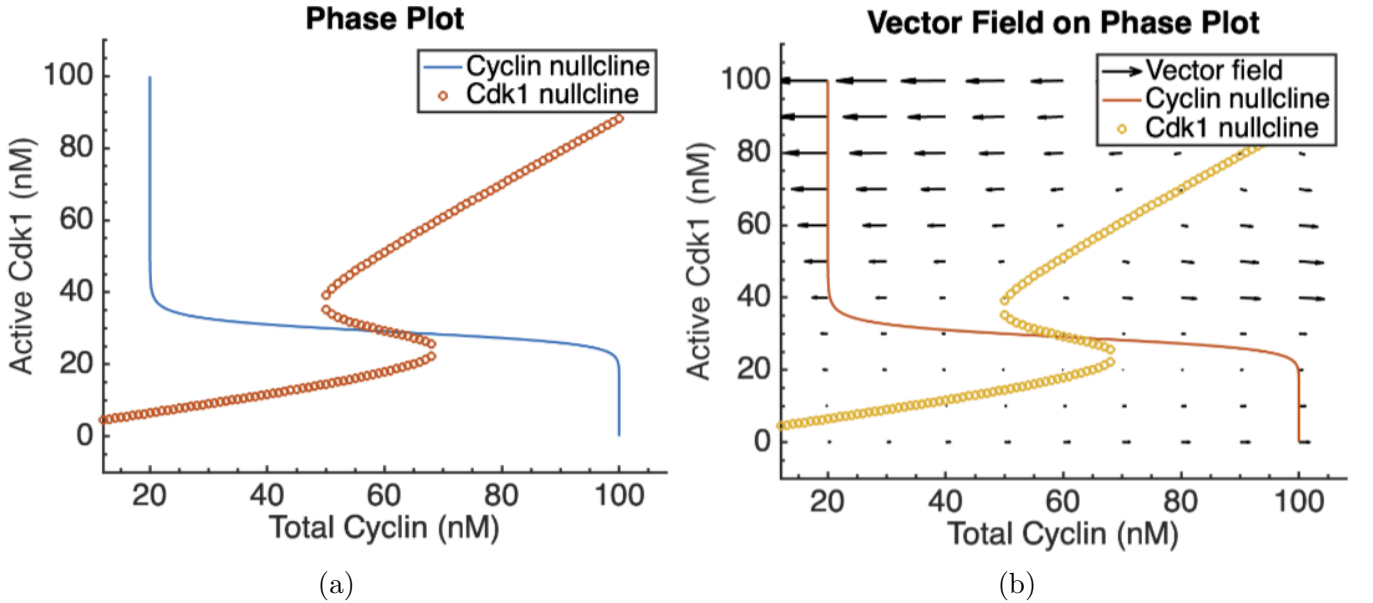 Phase Plot
Cyclin nullcline
Cdk1 nullcline
Active Cdk1 (nM)
100
80
60
40
20
0
20 40 60 80 100
Total Cyclin (nM)
(a)
Vector Field on Phase Plot
Vector field
Cyclin nullcline
Cdk1 nullcline
Active Cdk1 (nM)
100
80
60
40
20
0
20 40 60 80 100
Total Cyclin (nM)
(b)